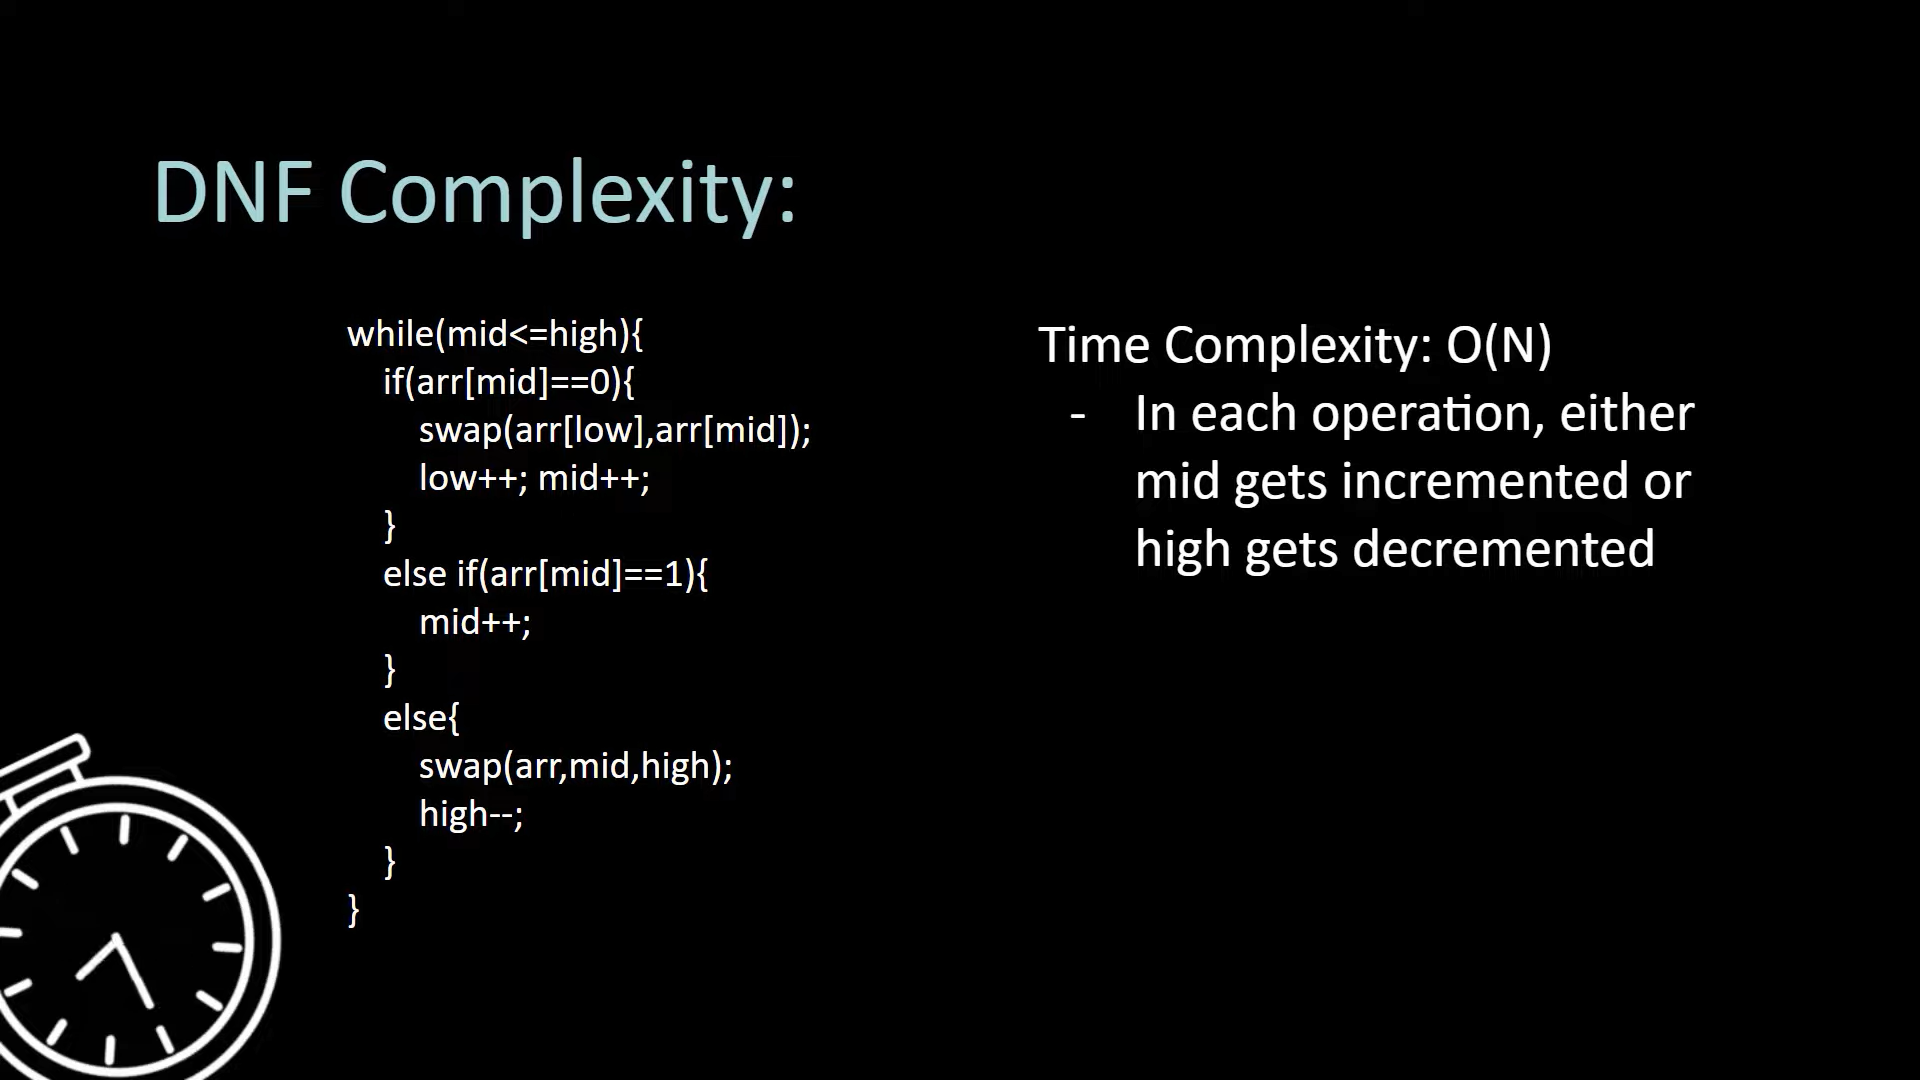 DNF Complexity:
while(mid<=high){
if(arr[mid]==0){
swap(arr[low],arr[mid]);
low++; mid++;
}
else if(arr[mid]==1){
mid++;
}
else{
swap(arr,mid,high);
high--;
}
}
Time Complexity: O(N)
- In each operation, either
mid gets incremented or
high gets decremented